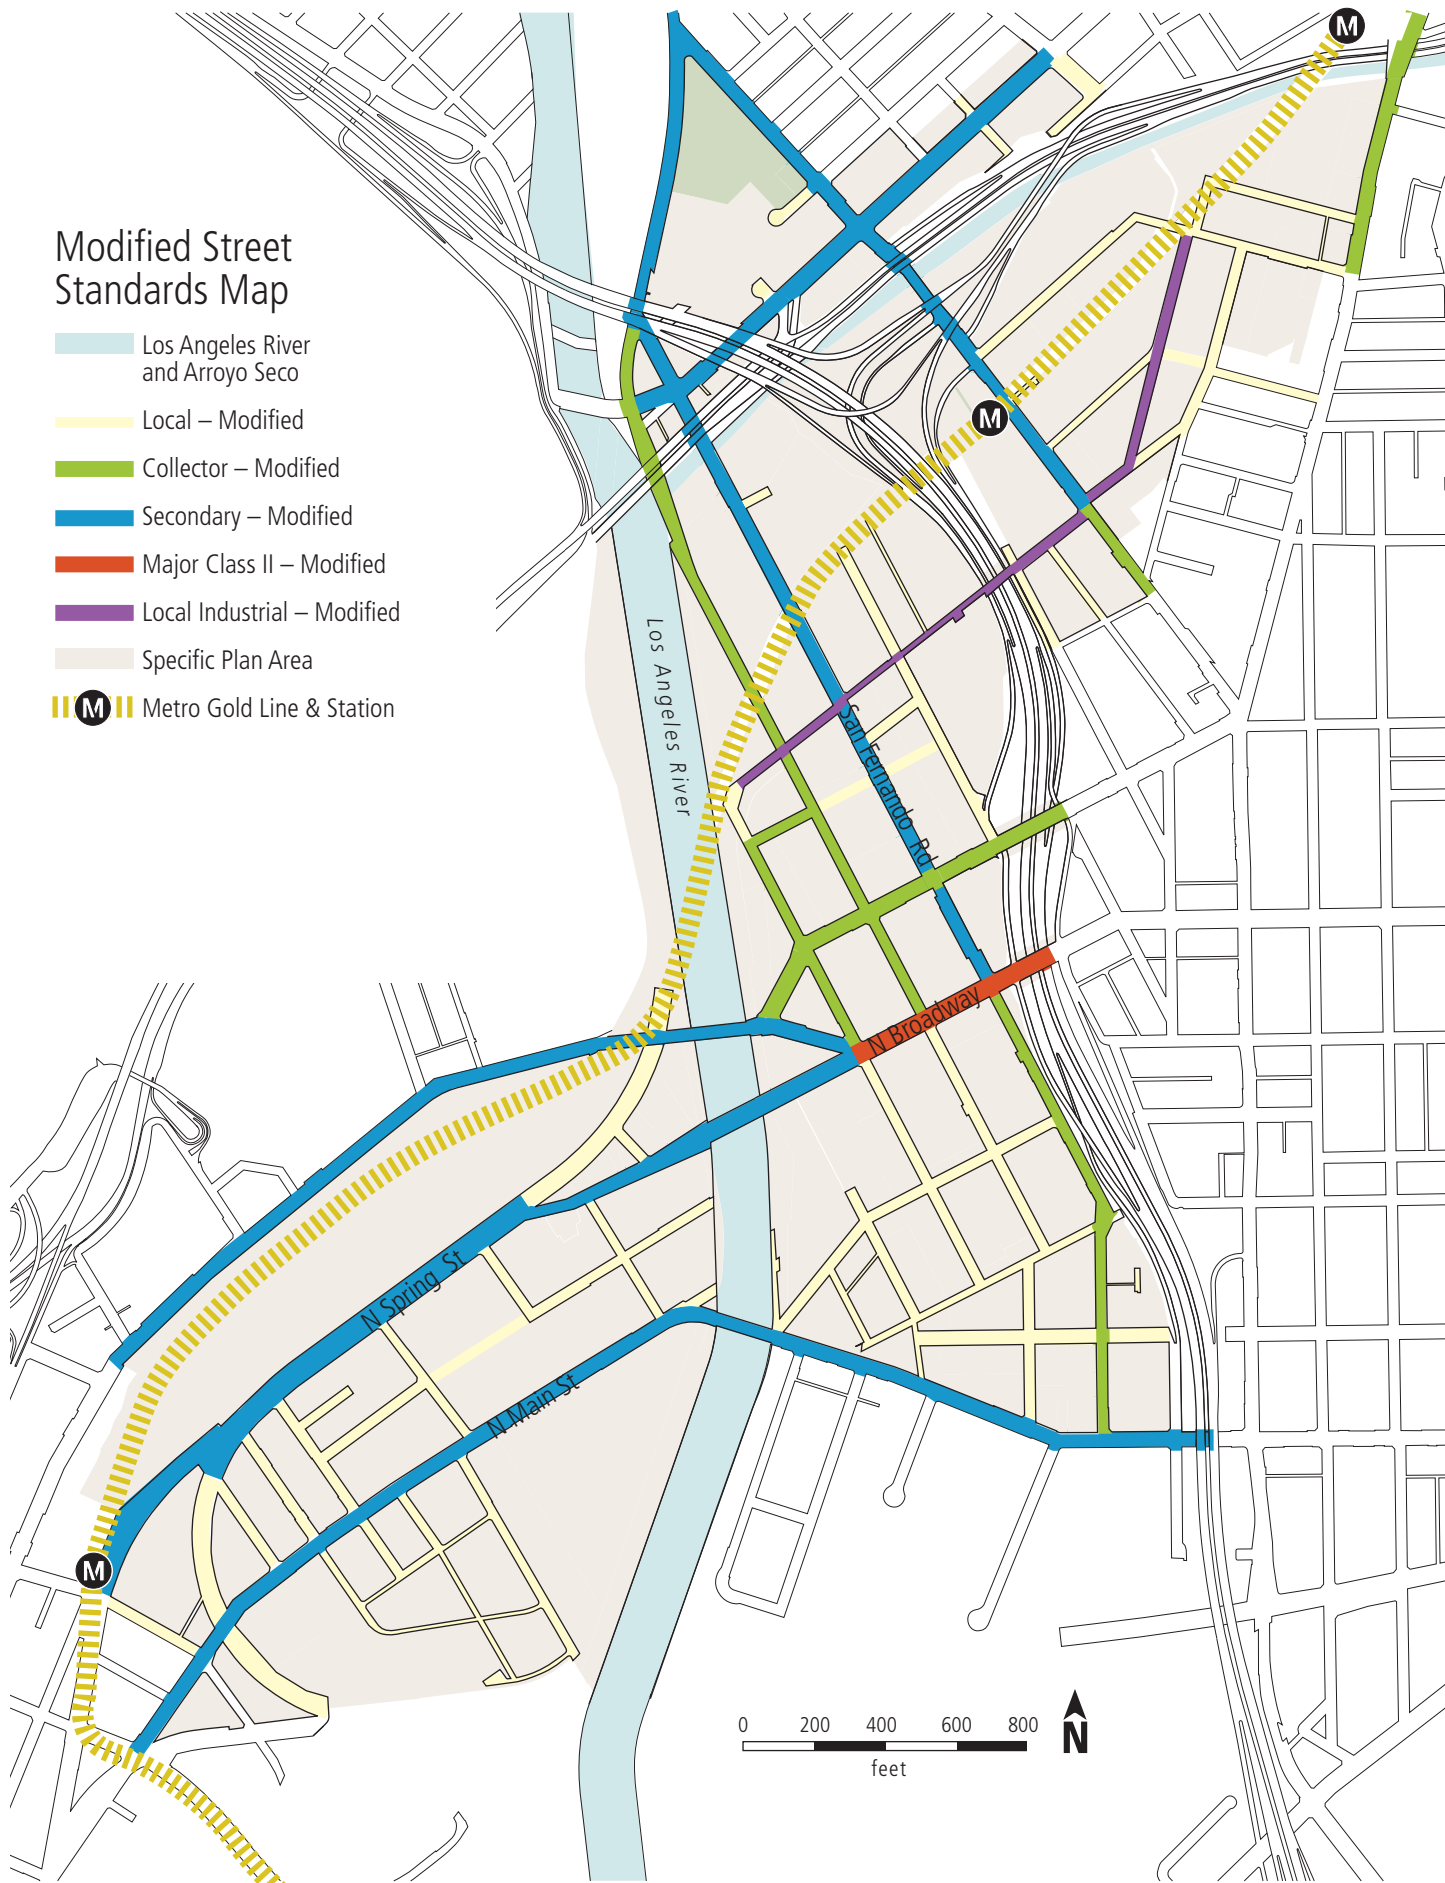 Modified Street
Standards Map
Los Angeles River
and Arroyo Seco
Local – Modified
Collector – Modified
Secondary – Modified
Major Class II – Modified
Local Industrial – Modified
Specific Plan Area
M Metro Gold Line & Station
M
M
Los Angeles River
San Fernando Rd
N Broadway
N Spring St
N Main St
M
0 200 400 600 800
feet
N